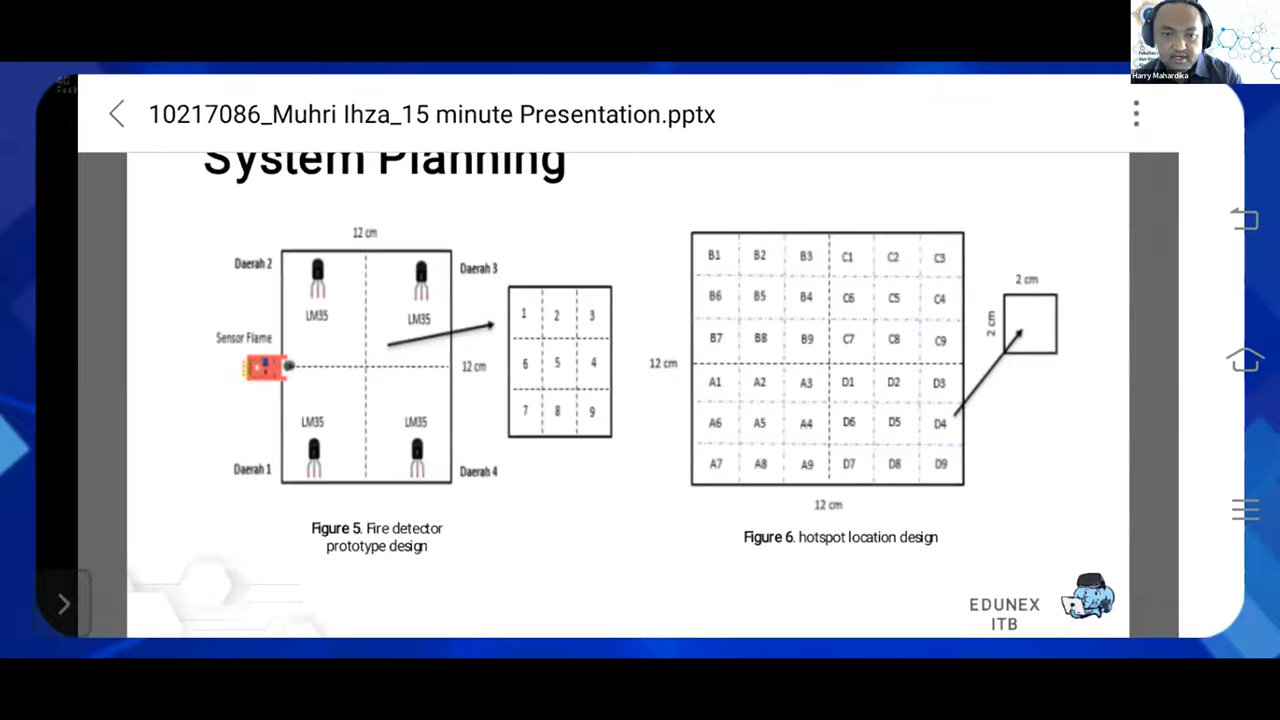 Harry Mahardika
10217086_Muhri Ihza_15 minute Presentation.pptx
System Planning
12 cm
Daerah 2
Daerah 3
LM35
LM35
Sensor Flame
12 cm
LM35
LM35
Daerah 1
Daerah 4
Figure 5. Fire detector
prototype design
1 2 3
6 5 4
7 8 9
B1 B2 B3 C1 C2 C3
B6 B5 B4 C6 C5 C4
B7 B8 B9 C7 C8 C9
12 cm
A1 A2 A3 D1 D2 D3
A6 A5 A4 D6 D5 D4
A7 A8 A9 D7 D8 D9
12 cm
2 cm
2 cm
Figure 6. hotspot location design
EDUNEX
ITB